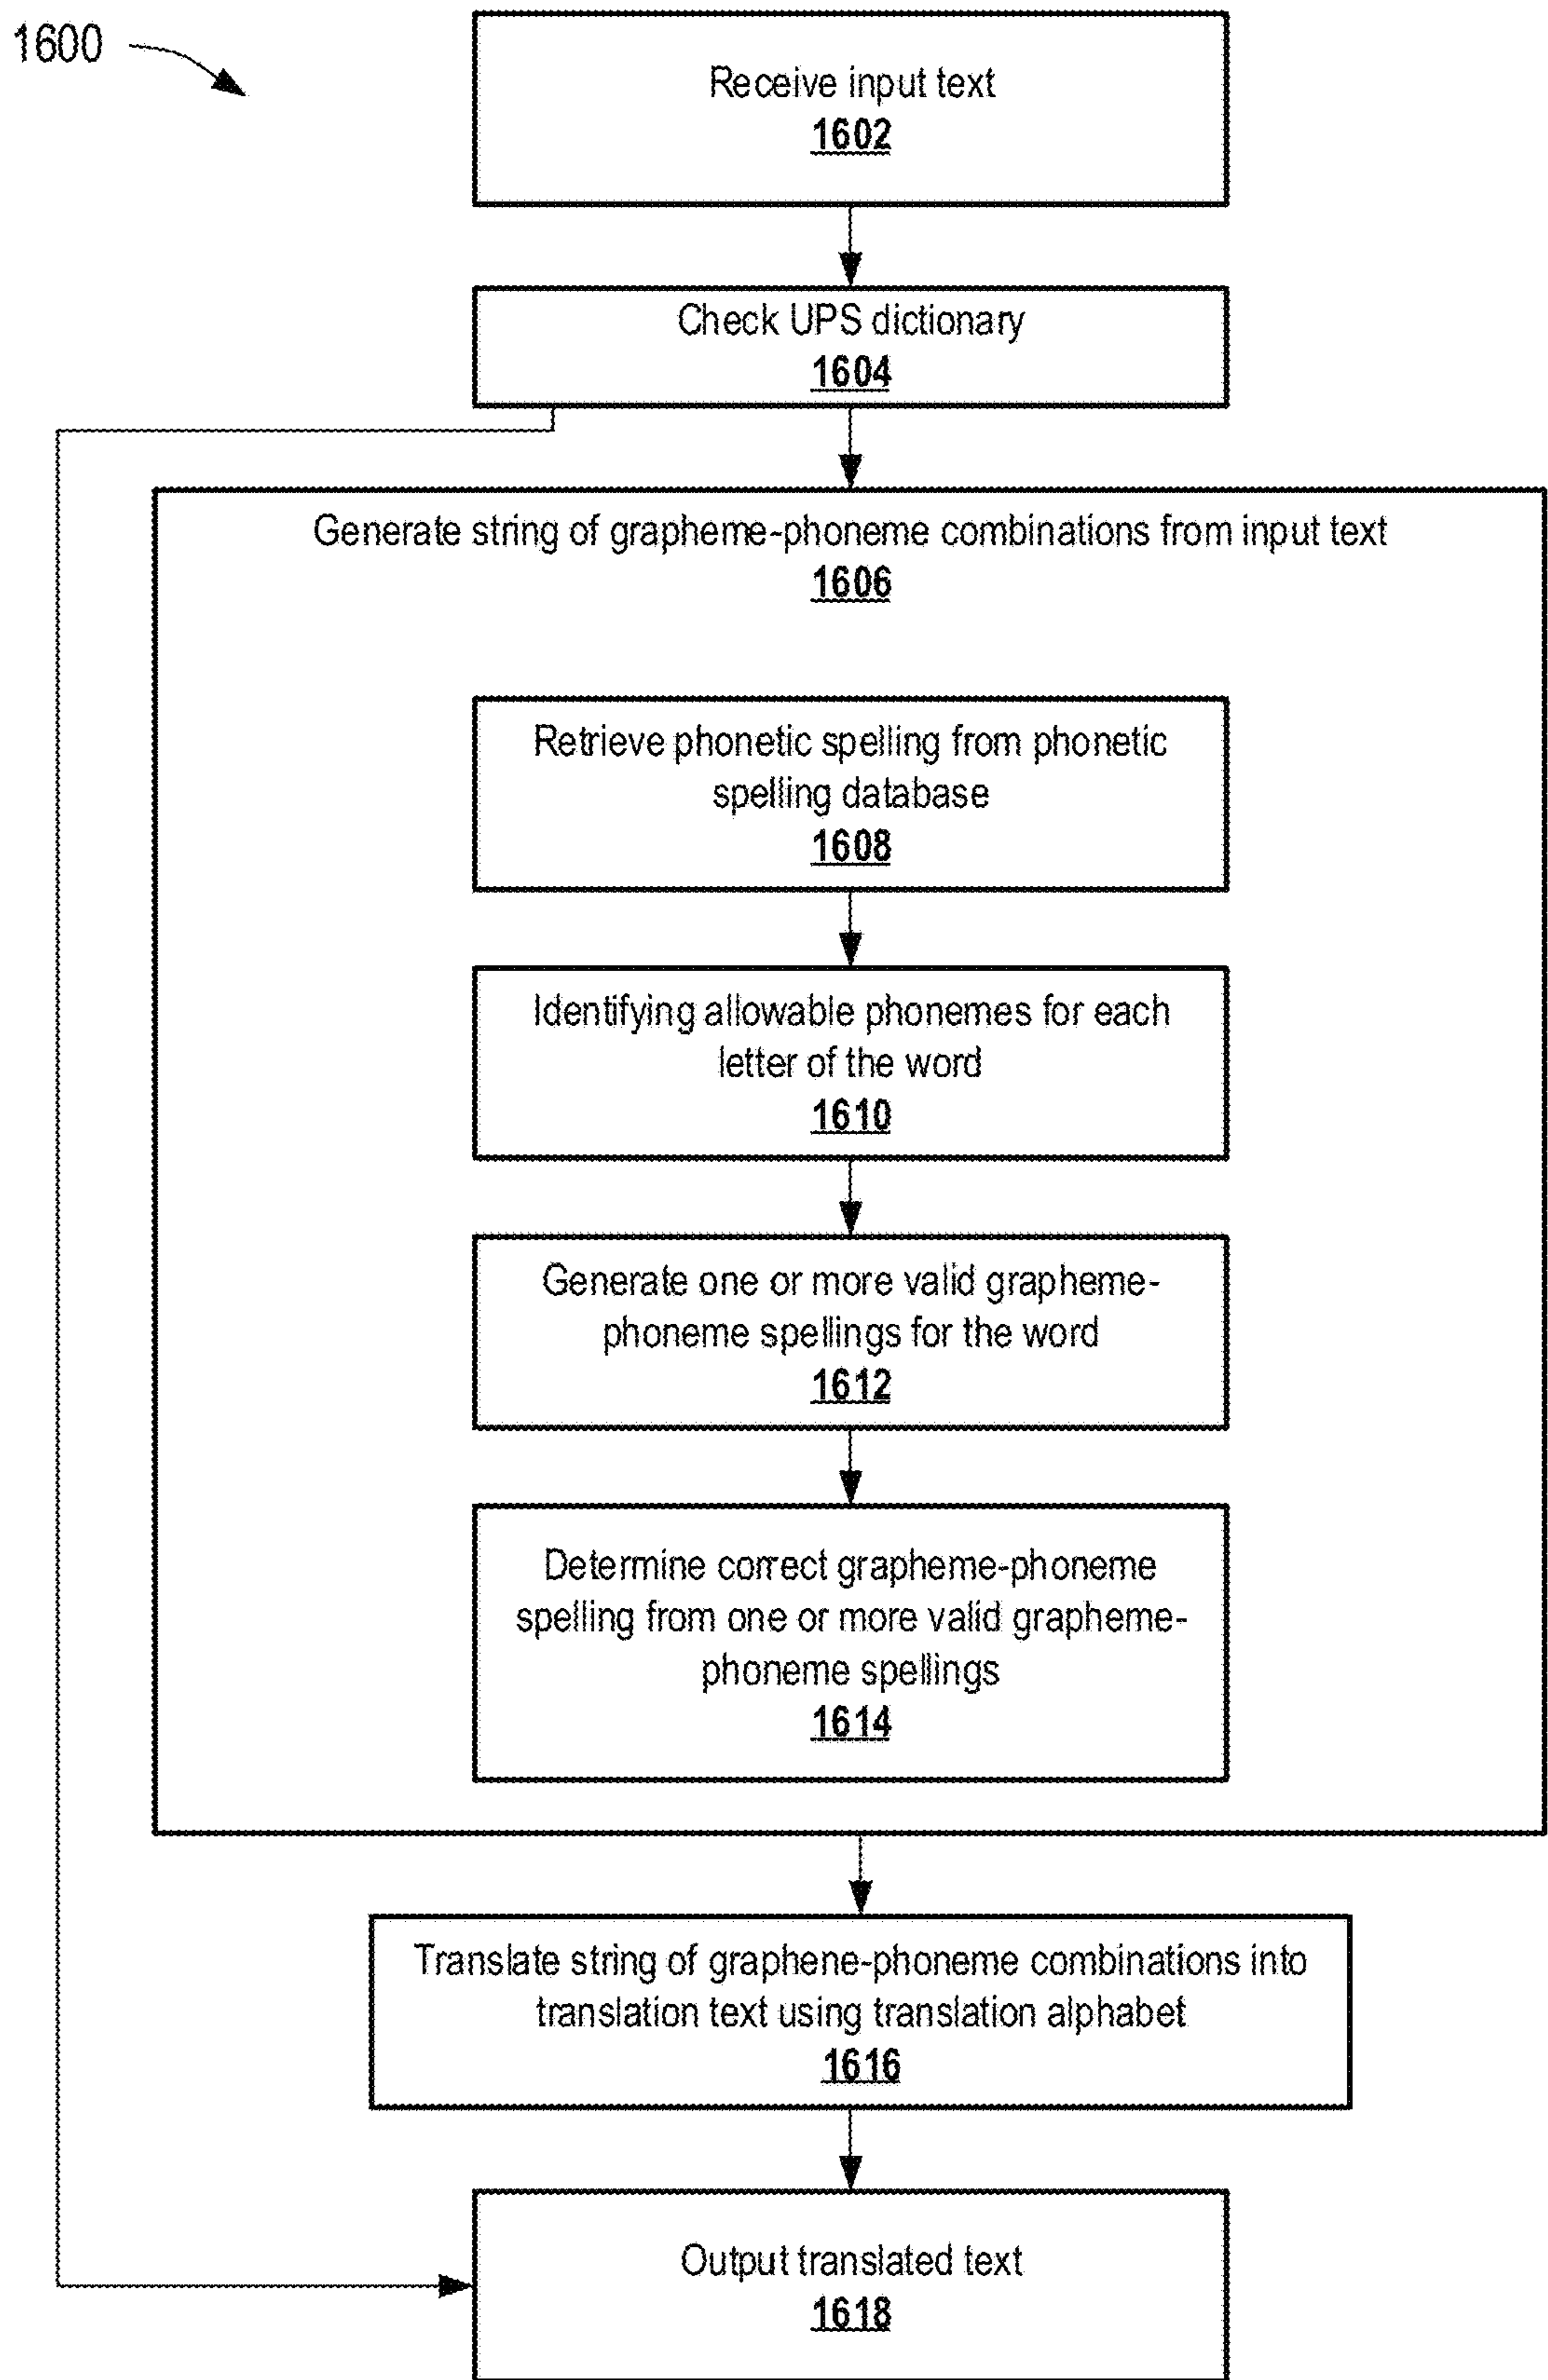 1600
Receive input text
1602
Check UPS dictionary
1604
Generate string of grapheme-phoneme combinations from input text
1606
Retrieve phonetic spelling from phonetic
spelling database
1608
Identifying allowable phonemes for each
letter of the word
1610
Generate one or more valid grapheme-
phoneme spellings for the word
1612
Determine correct grapheme-phoneme
spelling from one or more valid grapheme-
phoneme spellings
1614
Translate string of graphene-phoneme combinations into
translation text using translation alphabet
1616
Output translated text
1618